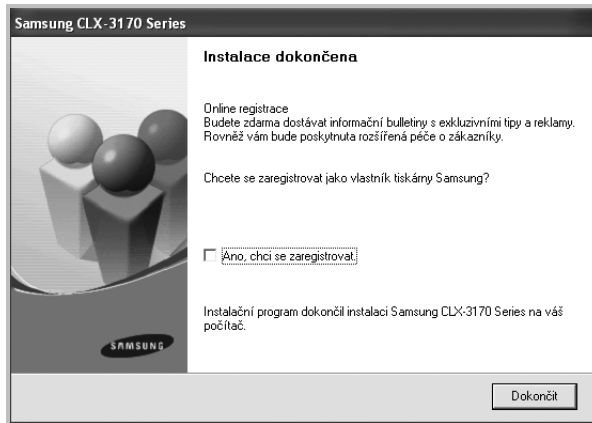 Samsung CLX-3170 Series
Instalace dokončena
Online registrace
Budete zdarma dostávat informační bulletiny s exkluzivními tipy a reklamy.
Rovněž vám bude poskytnuta rozšířená péče o zákazníky.
Chcete se zaregistrovat jako vlastník tiskárny Samsung?
Ano, chci se zaregistrovat.
Instalační program dokončil instalaci Samsung CLX-3170 Series na váš
počítač.
SAMSUNG
Dokončit